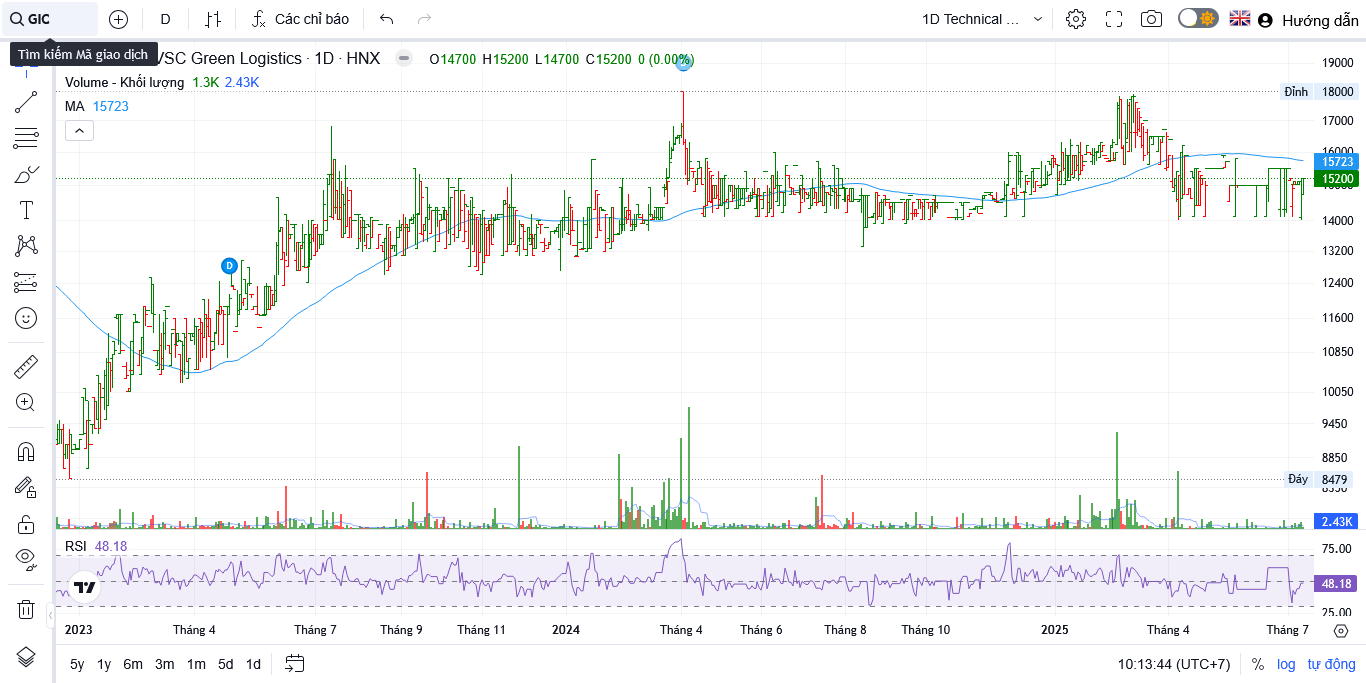 GIC
D
Các chỉ báo
1D Technical ...
Hướng dẫn
Tìm kiếm Mã giao dịch
VSC Green Logistics · 1D · HNX
O14700 H15200 L14700 C15200 0 (0.00%)
Volume - Khối lượng 1.3K 2.43K
MA 15723
19000
Đỉnh 18000
17000
16000
15723
15200
14000
13200
12400
11600
10850
10050
9450
8850
Đáy 8479
8350
2.43K
D
RSI 48.18
75.00
48.18
25.00
2023 Tháng 4 Tháng 7 Tháng 9 Tháng 11 2024 Tháng 4 Tháng 6 Tháng 8 Tháng 10 2025 Tháng 4 Tháng 7
5y 1y 6m 3m 1m 5d 1d
10:13:44 (UTC+7) % log tự động